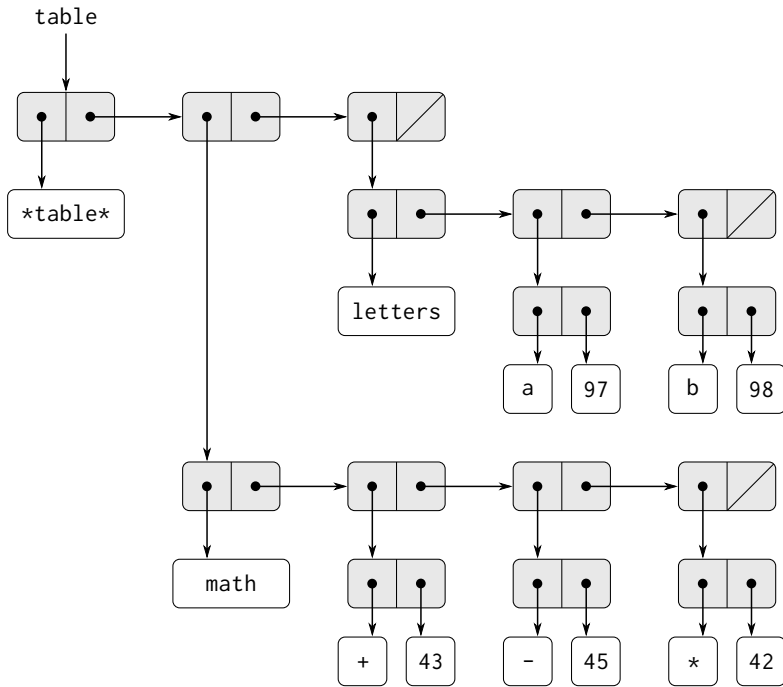 table
*table*
letters
a 97 b 98
math
+ 43 - 45 * 42